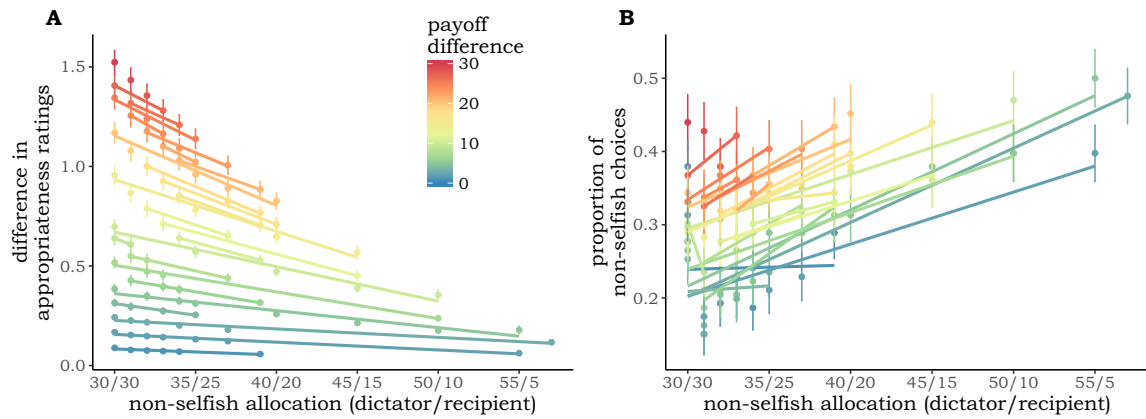 A
payoff
difference
30
20
10
0
difference in
appropriateness ratings
1.5
1.0
0.5
0.0
30/30 35/25 40/20 45/15 50/10 55/5
non-selfish allocation (dictator/recipient)
B
proportion of
non-selfish choices
0.5
0.4
0.3
0.2
30/30 35/25 40/20 45/15 50/10 55/5
non-selfish allocation (dictator/recipient)